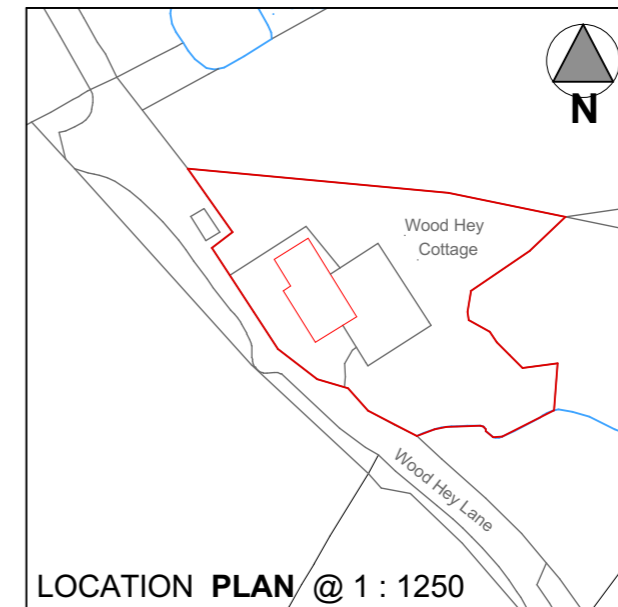 N
Wood Hey
Cottage
Wood Hey Lane
LOCATION PLAN @ 1 : 1250